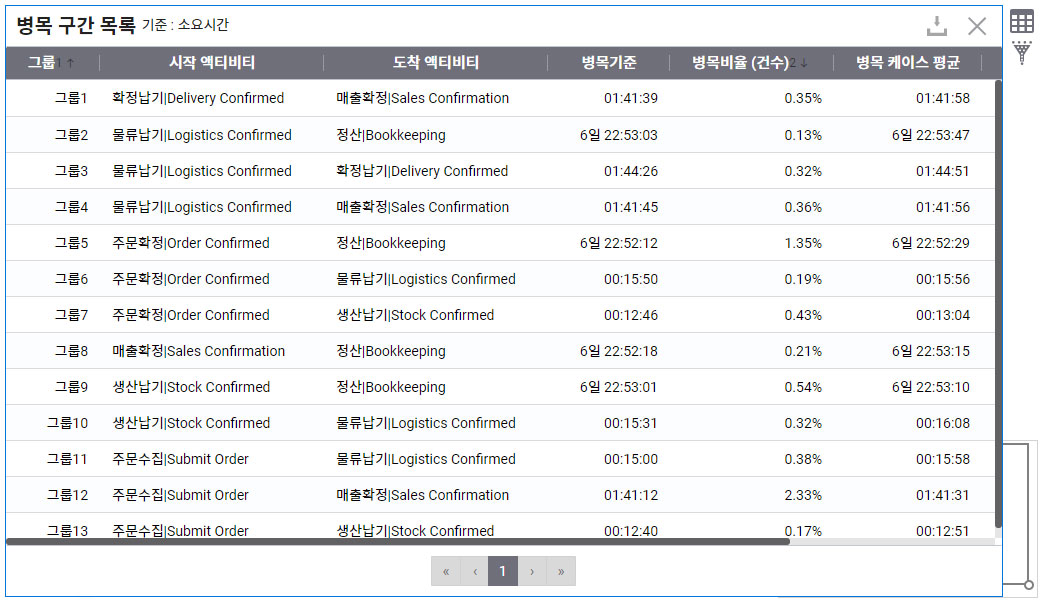 병목 구간 목록 기준 : 소요시간
그룹1 ↑ 시작 액티비티 도착 액티비티 병목기준 병목비율 (건수)2 ↓ 병목 케이스 평균
그룹1 확정납기|Delivery Confirmed 매출확정|Sales Confirmation 01:41:39 0.35% 01:41:58
그룹2 물류납기|Logistics Confirmed 정산|Bookkeeping 6일 22:53:03 0.13% 6일 22:53:47
그룹3 물류납기|Logistics Confirmed 확정납기|Delivery Confirmed 01:44:26 0.32% 01:44:51
그룹4 물류납기|Logistics Confirmed 매출확정|Sales Confirmation 01:41:45 0.36% 01:41:56
그룹5 주문확정|Order Confirmed 정산|Bookkeeping 6일 22:52:12 1.35% 6일 22:52:29
그룹6 주문확정|Order Confirmed 물류납기|Logistics Confirmed 00:15:50 0.19% 00:15:56
그룹7 주문확정|Order Confirmed 생산납기|Stock Confirmed 00:12:46 0.43% 00:13:04
그룹8 매출확정|Sales Confirmation 정산|Bookkeeping 6일 22:52:18 0.21% 6일 22:53:15
그룹9 생산납기|Stock Confirmed 정산|Bookkeeping 6일 22:53:01 0.54% 6일 22:53:10
그룹10 생산납기|Stock Confirmed 물류납기|Logistics Confirmed 00:15:31 0.32% 00:16:08
그룹11 주문수집|Submit Order 물류납기|Logistics Confirmed 00:15:00 0.38% 00:15:58
그룹12 주문수집|Submit Order 매출확정|Sales Confirmation 01:41:12 2.33% 01:41:31
그룹13 주문수집|Submit Order 생산납기|Stock Confirmed 00:12:40 0.17% 00:12:51
« ‹ 1 › »